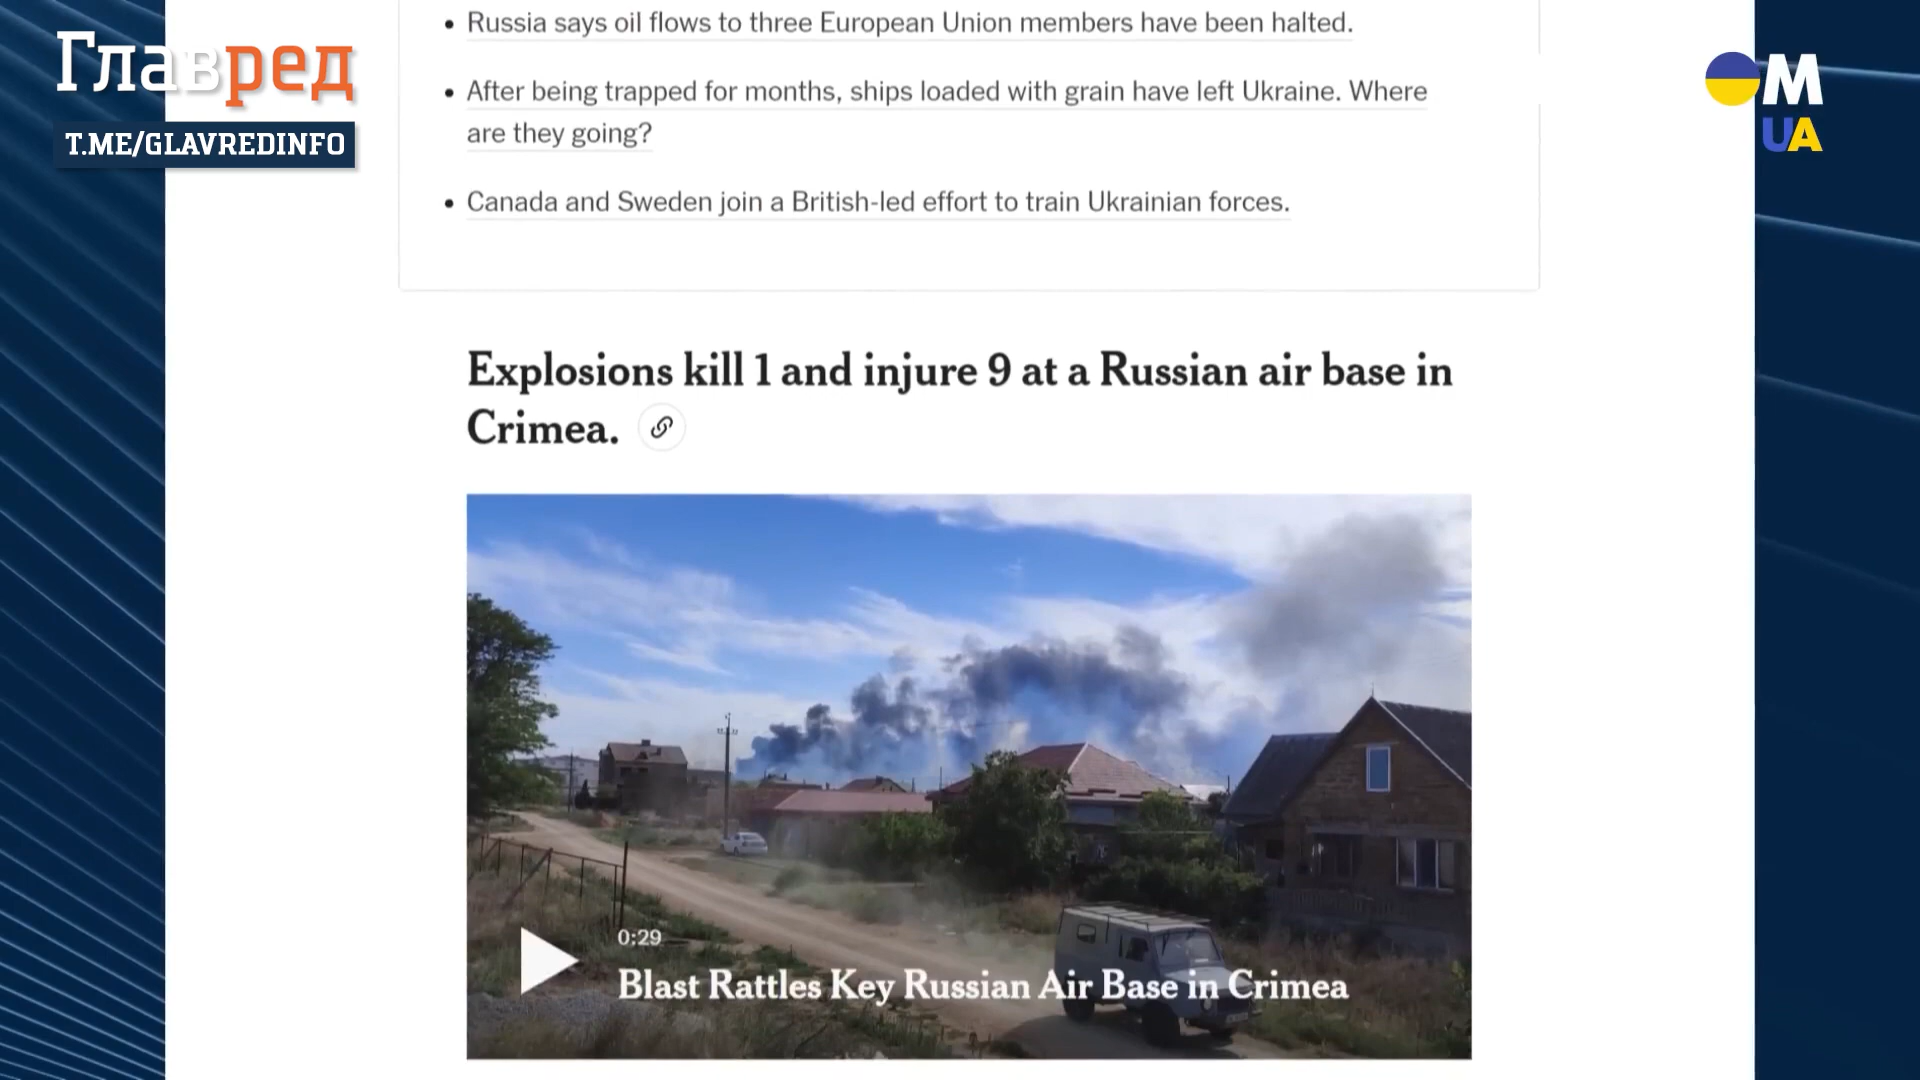 Главред
T.ME/GLAVREDINFO
M
UA
Russia says oil flows to three European Union members have been halted.
After being trapped for months, ships loaded with grain have left Ukraine. Where
are they going?
Canada and Sweden join a British-led effort to train Ukrainian forces.
Explosions kill 1 and injure 9 at a Russian air base in
Crimea.
0:29
Blast Rattles Key Russian Air Base in Crimea